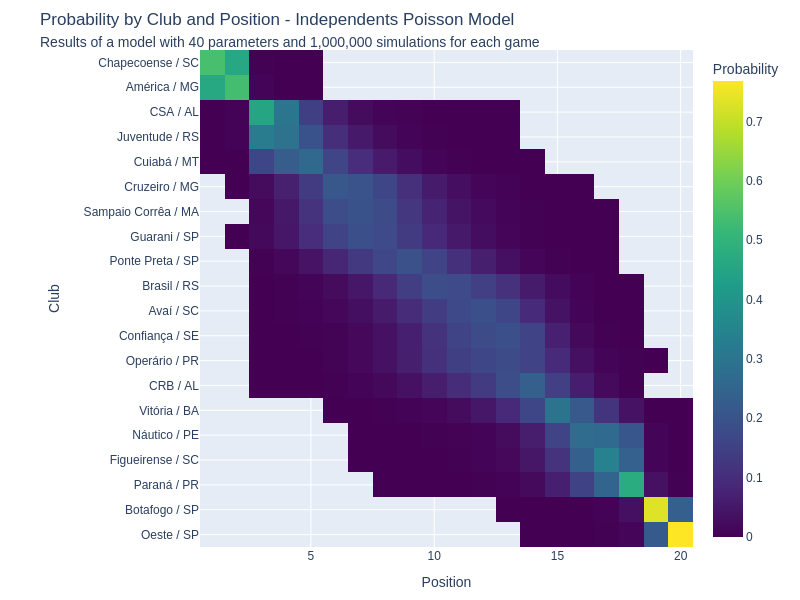 Probability by Club and Position - Independents Poisson Model
Results of a model with 40 parameters and 1,000,000 simulations for each game
Probability
Chapecoense / SC
América / MG
CSA / AL
Juventude / RS
Cuiabá / MT
Cruzeiro / MG
Sampaio Corrêa / MA
Guarani / SP
Ponte Preta / SP
Brasil / RS
Avaí / SC
Confiança / SE
Operário / PR
CRB / AL
Vitória / BA
Náutico / PE
Figueirense / SC
Paraná / PR
Botafogo / SP
Oeste / SP
Club
0.7
0.6
0.5
0.4
0.3
0.2
0.1
0
5
10
15
20
Position